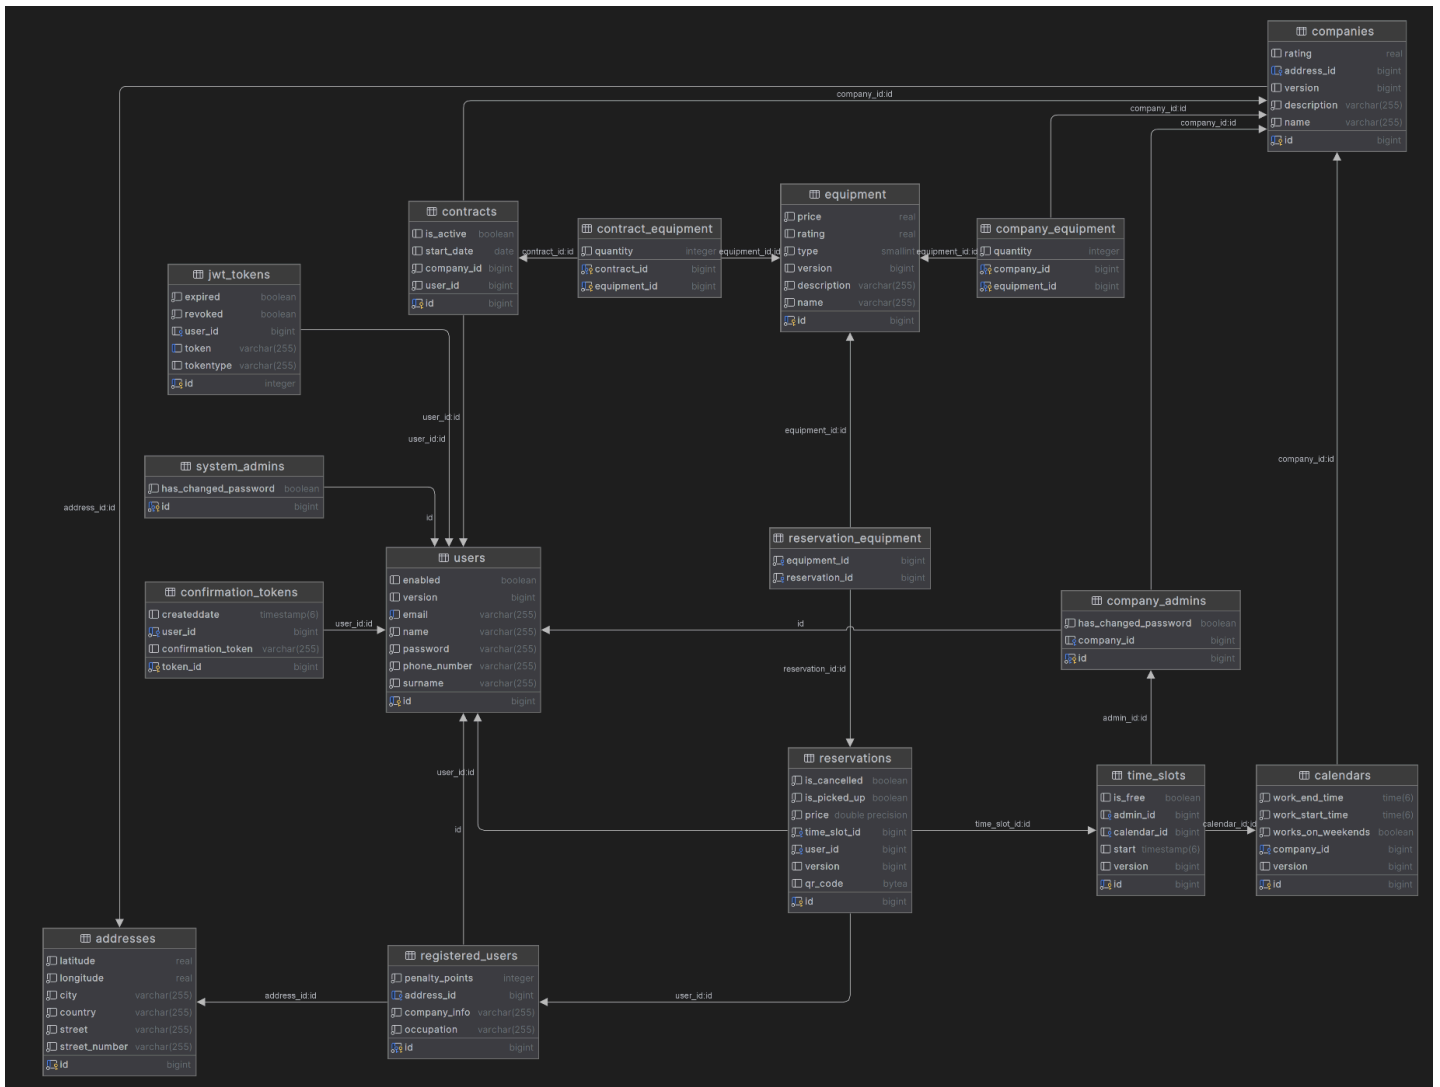 companies
rating real
address_id bigint
version bigint
description varchar(255)
name varchar(255)
id bigint
company_id:id
company_id:id
company_id:id
equipment
price real
rating real
type smallint
version bigint
description varchar(255)
name varchar(255)
id bigint
contracts
is_active boolean
start_date date
company_id bigint
user_id bigint
id bigint
contract_id:id
contract_equipment
quantity integer
contract_id bigint
equipment_id bigint
equipment_id:id
equipment_id:id
company_equipment
quantity integer
company_id bigint
equipment_id bigint
jwt_tokens
expired boolean
revoked boolean
user_id bigint
token varchar(255)
tokentype varchar(255)
id integer
user_id:id
user_id:id
equipment_id:id
company_id:id
system_admins
has_changed_password boolean
id bigint
id
address_id:id
users
enabled boolean
version bigint
email varchar(255)
name varchar(255)
password varchar(255)
phone_number varchar(255)
surname varchar(255)
id bigint
reservation_equipment
equipment_id bigint
reservation_id bigint
confirmation_tokens
createddate timestamp(6)
user_id bigint
confirmation_token varchar(255)
token_id bigint
user_id:id
id
company_admins
has_changed_password boolean
company_id bigint
id bigint
reservation_id:id
admin_id:id
user_id:id
id
reservations
is_cancelled boolean
is_picked_up boolean
price double precision
time_slot_id bigint
user_id bigint
version bigint
qr_code bytea
id bigint
time_slot_id:id
time_slots
is_free boolean
admin_id bigint
calendar_id bigint
start timestamp(6)
version bigint
id bigint
calendar_id:id
calendars
work_end_time time(6)
work_start_time time(6)
works_on_weekends boolean
company_id bigint
version bigint
id bigint
addresses
latitude real
longitude real
city varchar(255)
country varchar(255)
street varchar(255)
street_number varchar(255)
id bigint
address_id:id
registered_users
penalty_points integer
address_id bigint
company_info varchar(255)
occupation varchar(255)
id bigint
user_id:id